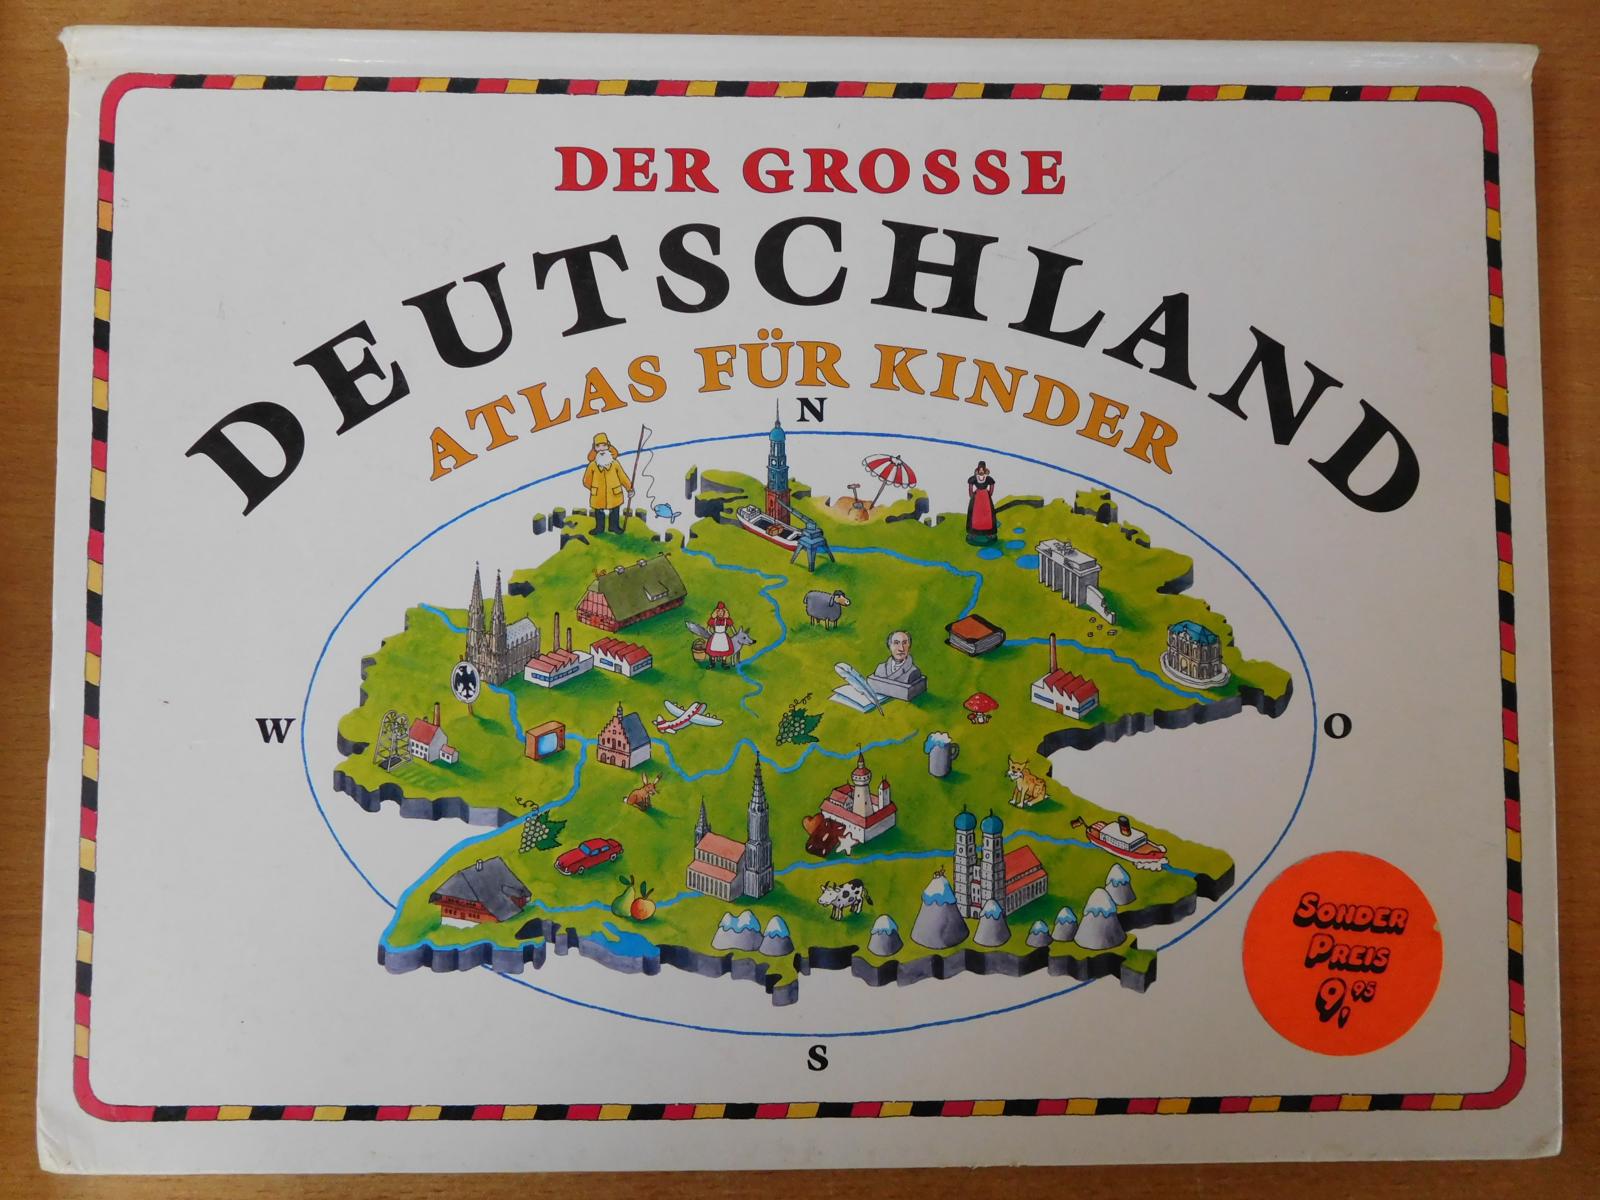 DER GROSSE
DEUTSCHLAND
ATLAS FÜR KINDER
N
W
O
S
SONDER
PREIS
9,95